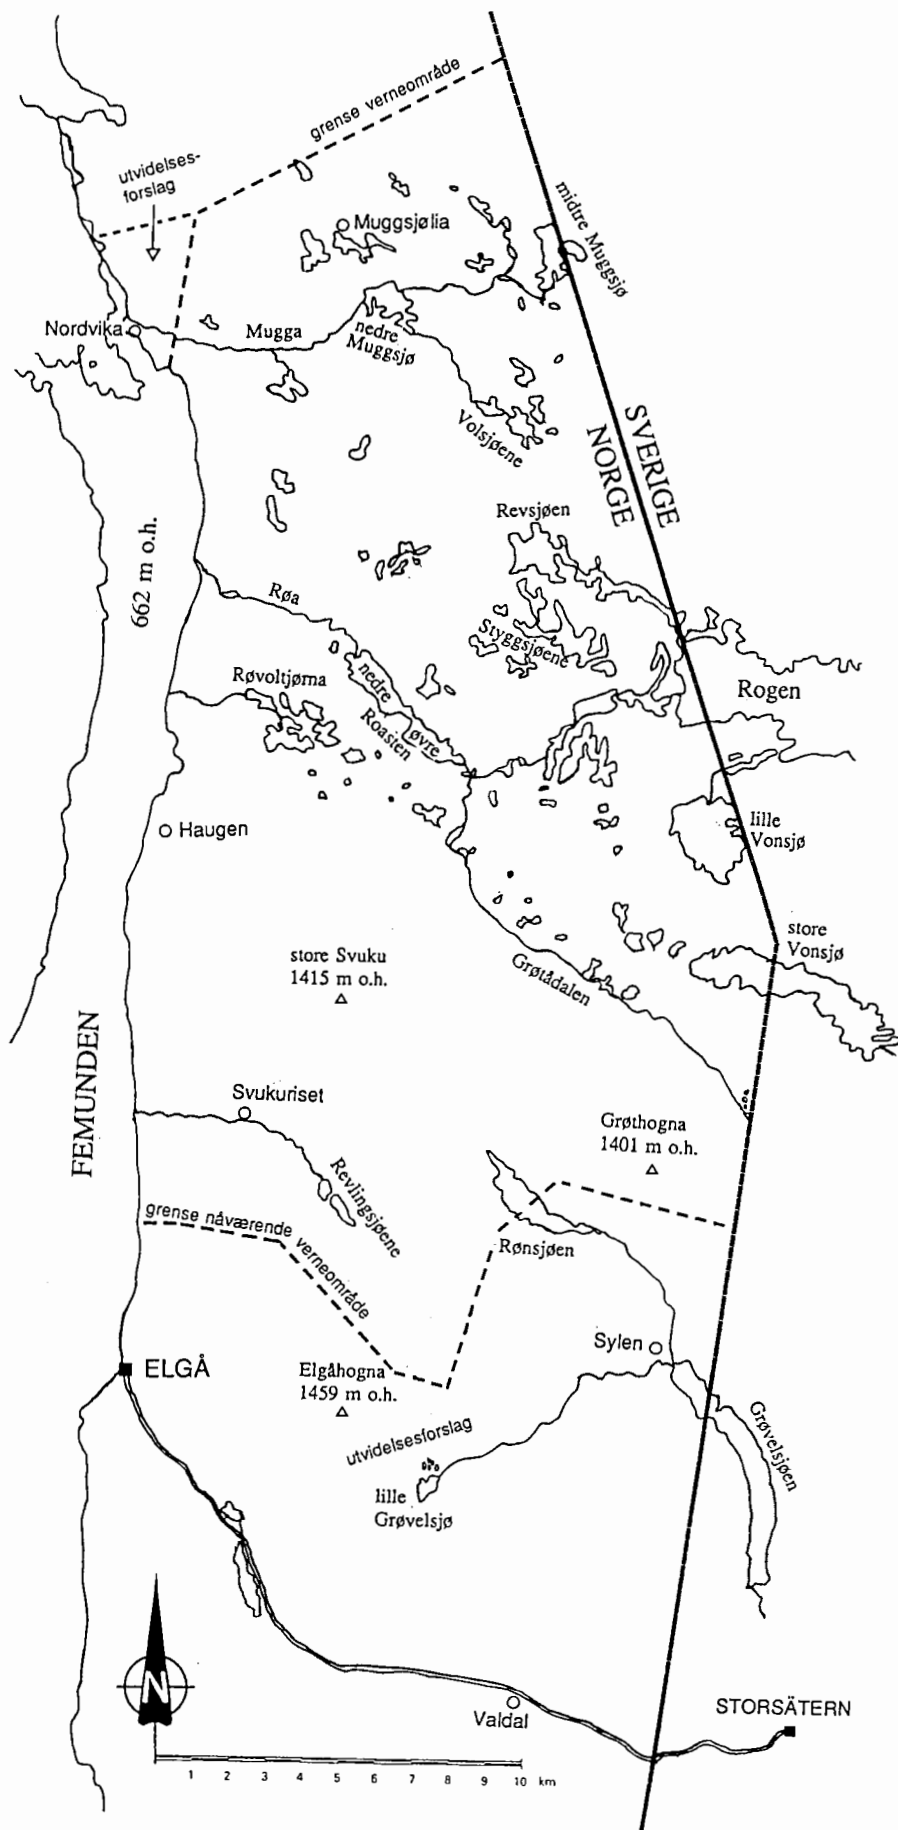 grense verneområde
utvidelses-
forslag
midtre Muggsjø
Muggsjølia
Nordvika
Mugga
nedre
Muggsjø
Volsjøene
SVERIGE
NORGE
Revsjøen
662 m o.h.
Røa
Styggsjøene
Røvoltjørna
nedre
Roasten
øvre
Rogen
Haugen
lille
Vonsjø
store
Vonsjø
store Svuku
1415 m o.h.
Grøtådalen
FEMUNDEN
Svukuriset
Grøthogna
1401 m o.h.
Revlingsjøene
grense nåværende verneområde
Rønsjøen
Sylen
ELGÅ
Elgåhogna
1459 m o.h.
utvidelsesforslag
Grøvelsjøen
lille
Grøvelsjø
N
Valdal
STORSÄTERN
1 2 3 4 5 6 7 8 9 10 km